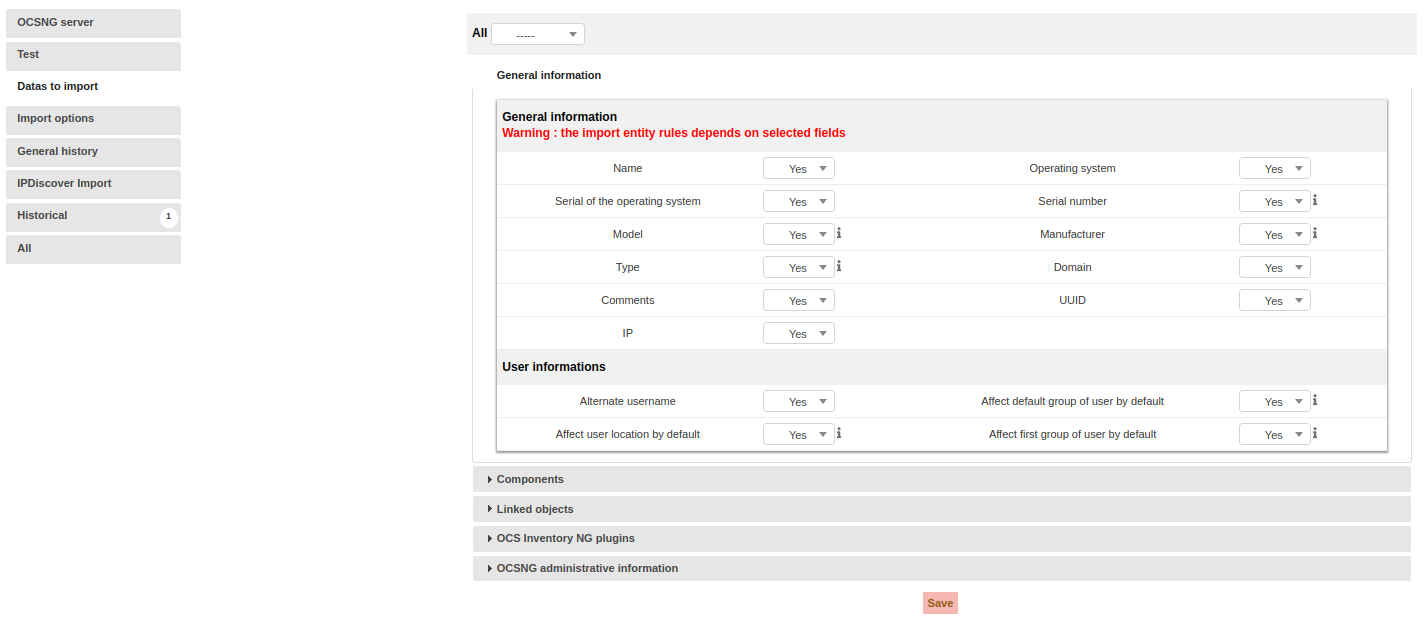 OCSNG server
Test
Datas to import
Import options
General history
IPDiscover Import
Historical 1
All
All -----
General information
General information
Warning : the import entity rules depends on selected fields
Name Yes Operating system Yes
Serial of the operating system Yes Serial number Yes
Model Yes Manufacturer Yes
Type Yes Domain Yes
Comments Yes UUID Yes
IP Yes
User informations
Alternate username Yes Affect default group of user by default Yes
Affect user location by default Yes Affect first group of user by default Yes
Components
Linked objects
OCS Inventory NG plugins
OCSNG administrative information
Save